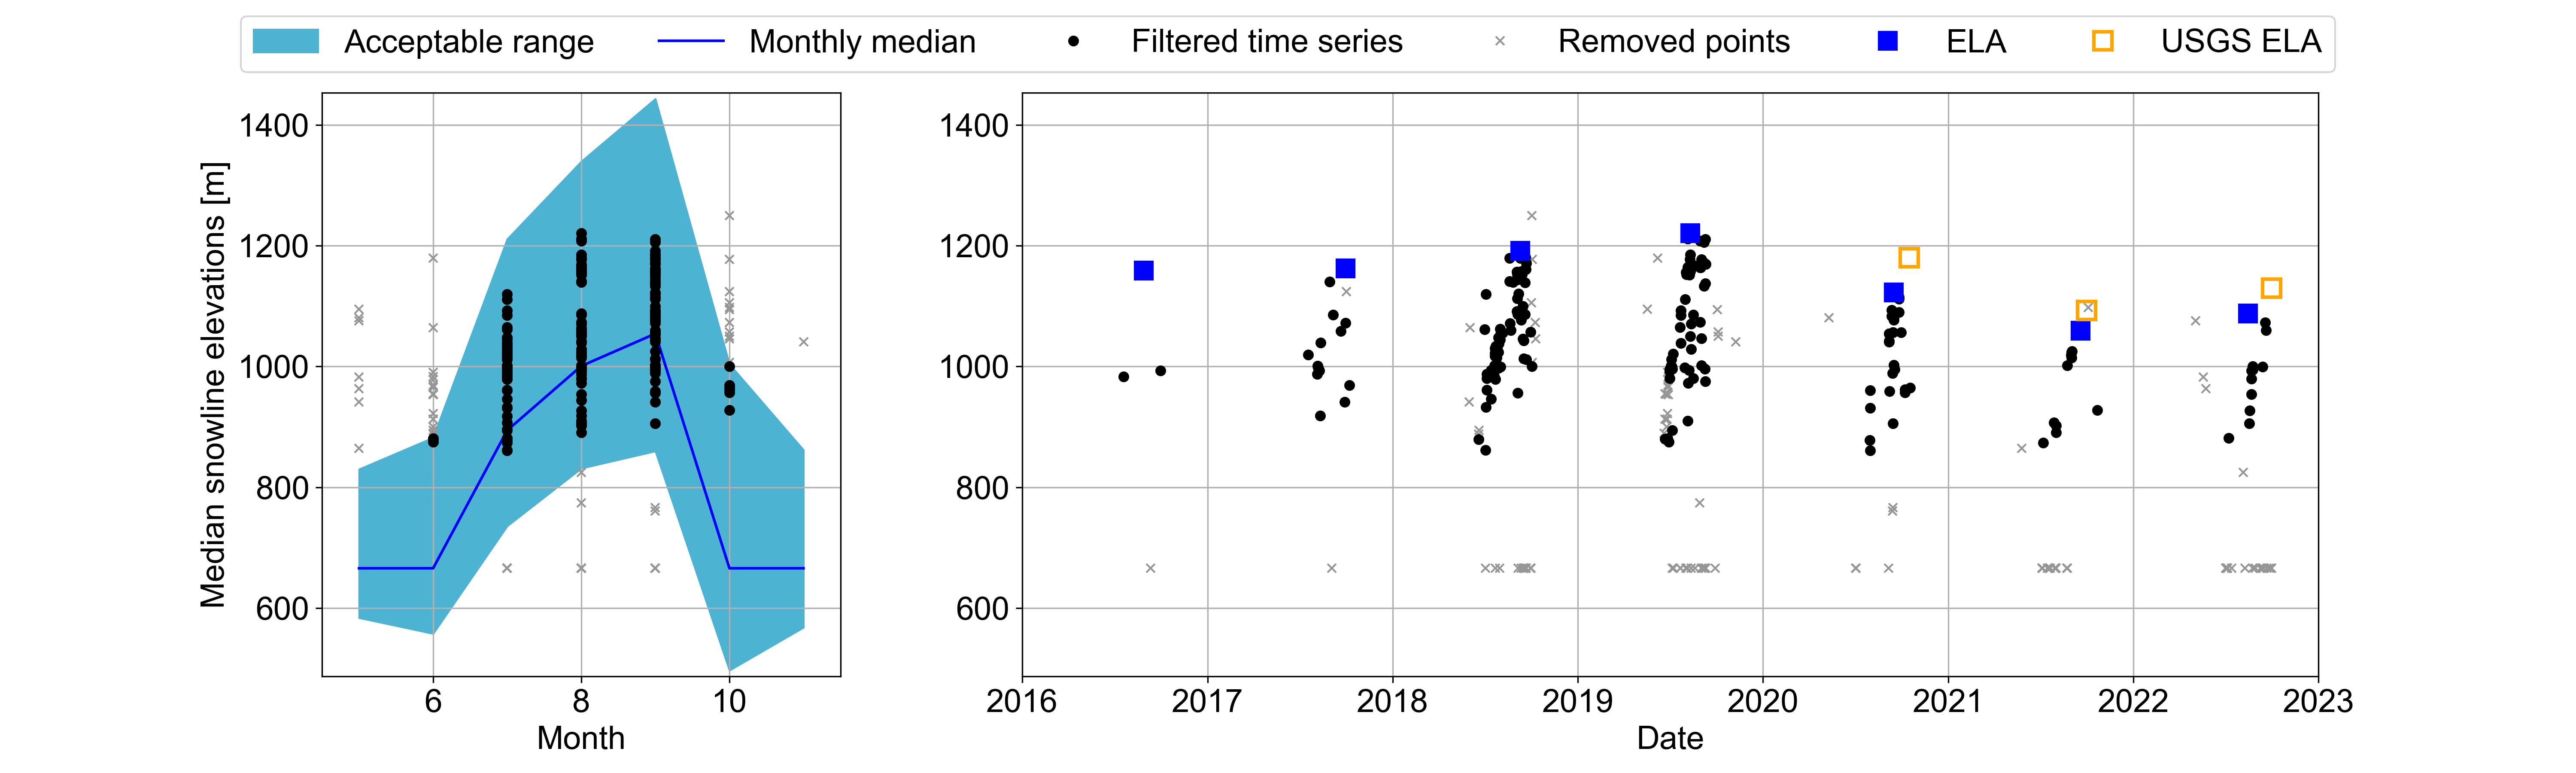 Acceptable range Monthly median Filtered time series Removed points ELA USGS ELA
Median snowline elevations [m]
1400
1200
1000
800
600
6 8 10
Month
1400
1200
1000
800
600
2016 2017 2018 2019 2020 2021 2022 2023
Date